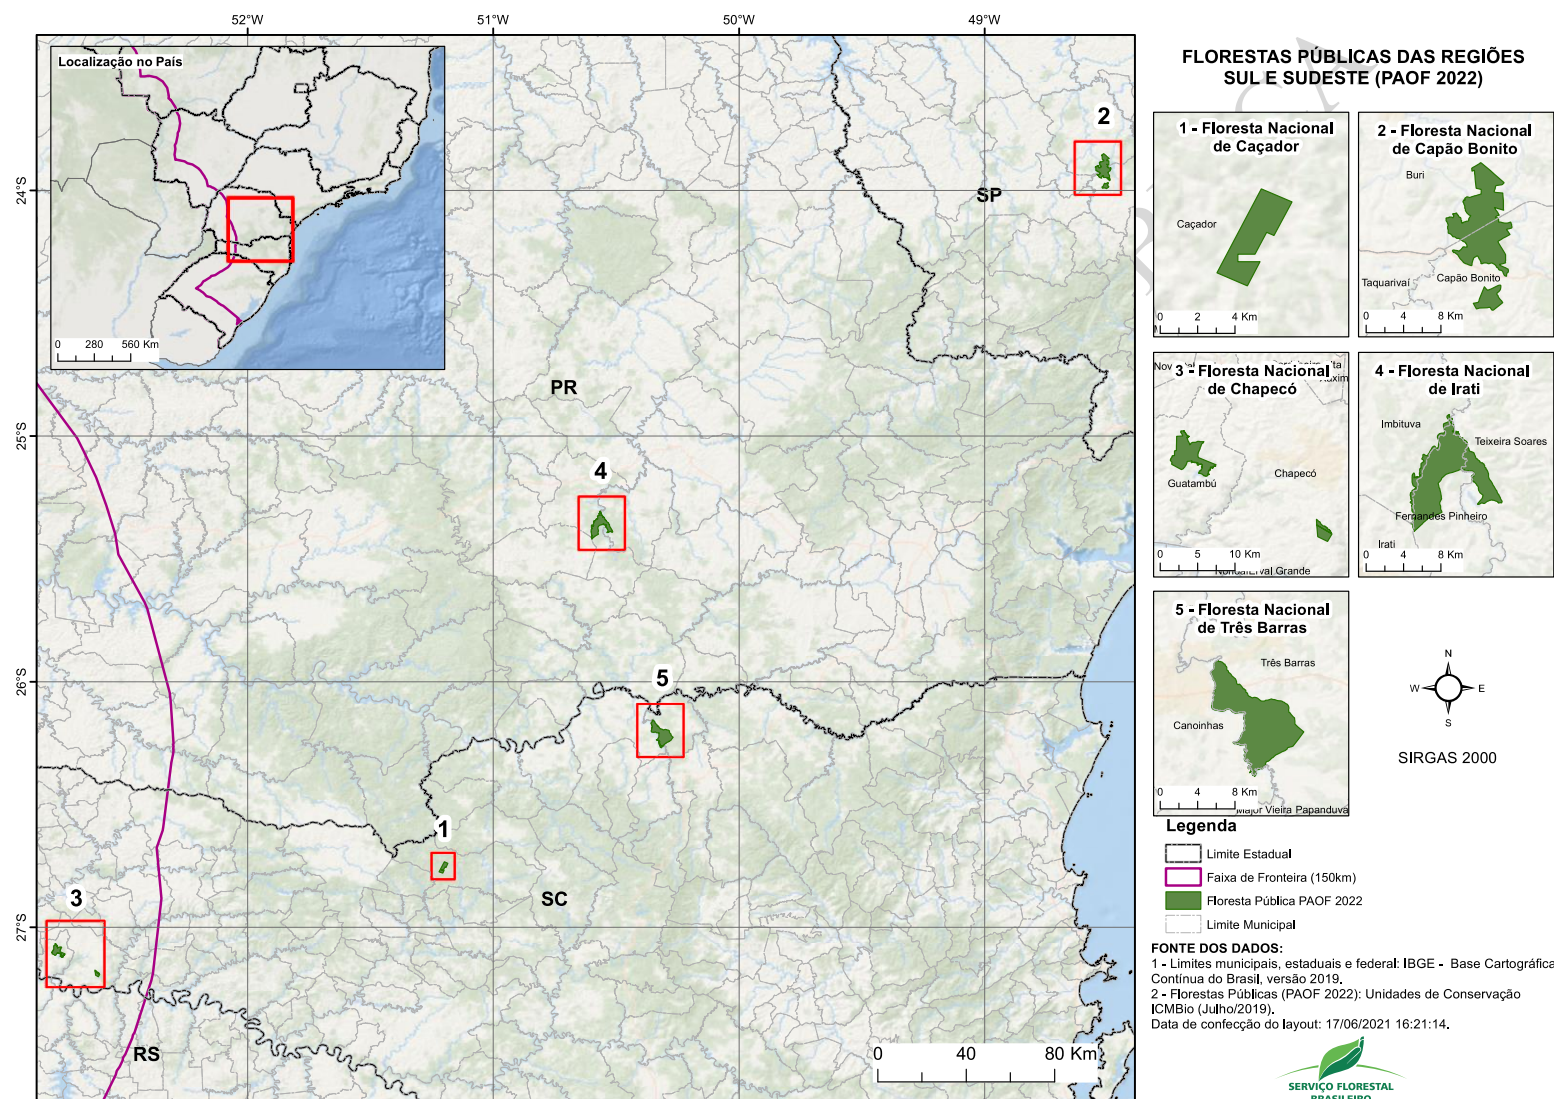 52°W
51°W
50°W
49°W
24°S
25°S
26°S
27°S
Localização no País
0 280 560 Km
2
SP
PR
4
5
1
3
SC
RS
0 40 80 Km
FLORESTAS PÚBLICAS DAS REGIÕES
SUL E SUDESTE (PAOF 2022)
1 - Floresta Nacional
de Caçador
Caçador
0 2 4 Km
2 - Floresta Nacional
de Capão Bonito
Buri
Taquarivaí
Capão Bonito
0 4 8 Km
3 - Floresta Nacional
de Chapecó
Guatambú
Chapecó
0 5 10 Km
4 - Floresta Nacional
de Irati
Imbituva
Teixeira Soares
Fernandes Pinheiro
Irati
0 4 8 Km
5 - Floresta Nacional
de Três Barras
Três Barras
Canoinhas
0 4 8 Km
Major Vieira Papanduva
N
W E
S
SIRGAS 2000
Legenda
Limite Estadual
Faixa de Fronteira (150km)
Floresta Pública PAOF 2022
Limite Municipal
FONTE DOS DADOS:
1 - Limites municipais, estaduais e federal: IBGE - Base Cartográfica
Contínua do Brasil, versão 2019.
2 - Florestas Públicas (PAOF 2022): Unidades de Conservação
ICMBio (Julho/2019).
Data de confecção do layout: 17/06/2021 16:21:14.
SERVIÇO FLORESTAL
BRASILEIRO